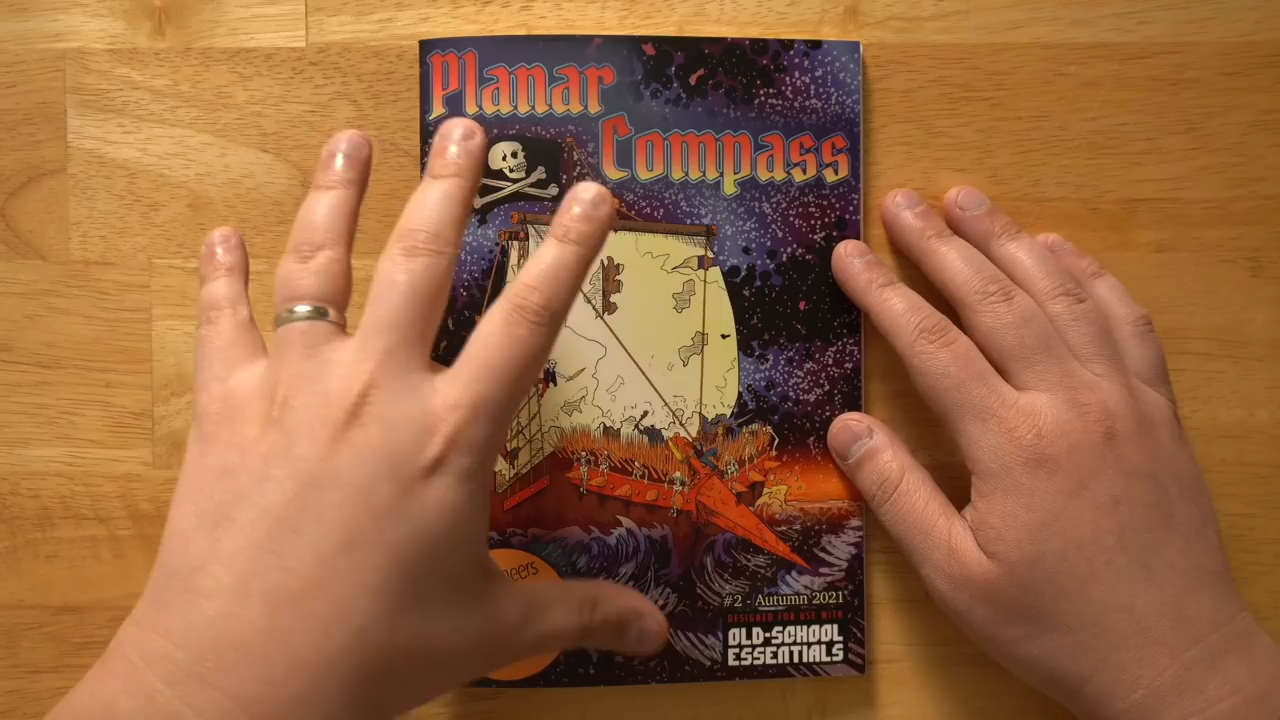 Planar
Compass
#2 - Autumn 2021
DESIGNED FOR USE WITH
OLD-SCHOOL
ESSENTIALS